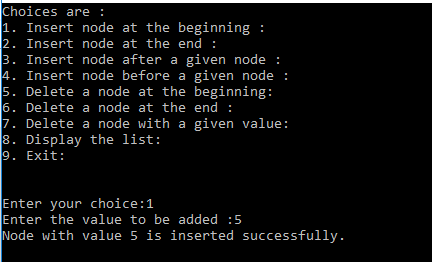 Choices are :
1. Insert node at the beginning :
2. Insert node at the end :
3. Insert node after a given node :
4. Insert node before a given node :
5. Delete a node at the beginning:
6. Delete a node at the end :
7. Delete a node with a given value:
8. Display the list:
9. Exit:
Enter your choice:1
Enter the value to be added :5
Node with value 5 is inserted successfully.